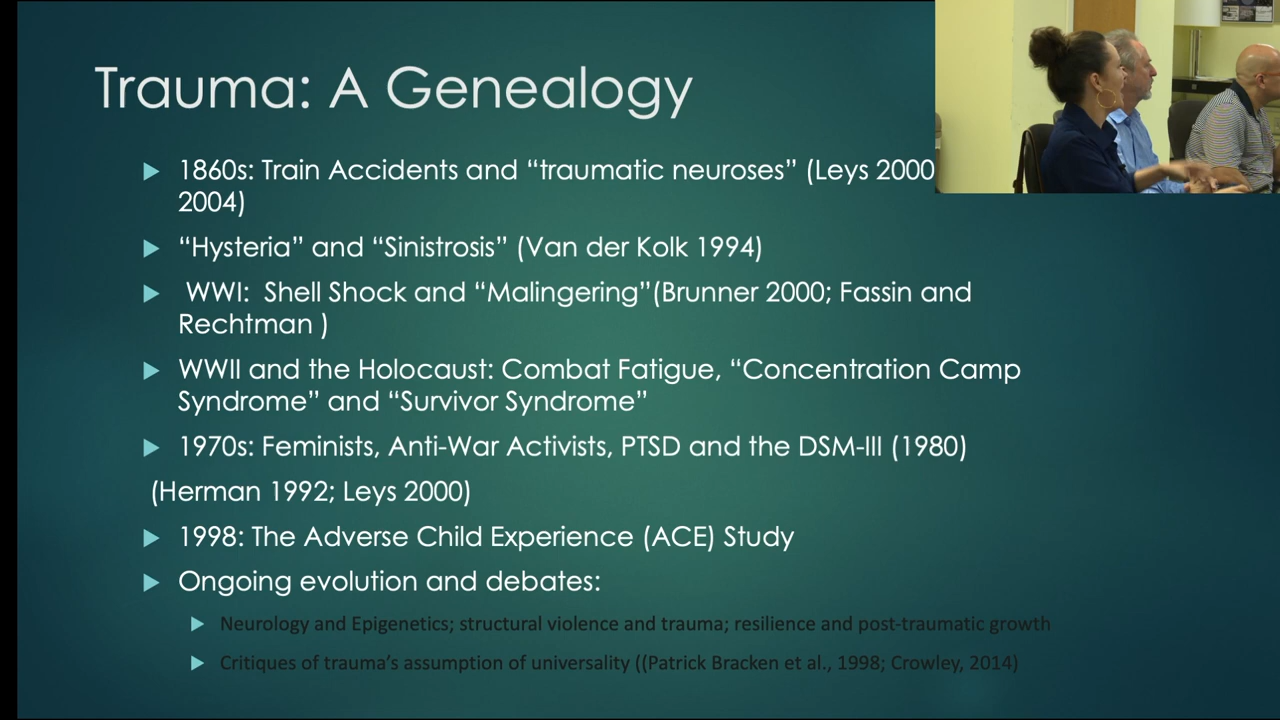 Trauma: A Genealogy
1860s: Train Accidents and “traumatic neuroses” (Leys 2000
2004)
“Hysteria” and “Sinistrosis” (Van der Kolk 1994)
WWI:  Shell Shock and “Malingering”(Brunner 2000; Fassin and
Rechtman )
WWII and the Holocaust: Combat Fatigue, “Concentration Camp
Syndrome” and “Survivor Syndrome”
1970s: Feminists, Anti-War Activists, PTSD and the DSM-III (1980)
(Herman 1992; Leys 2000)
1998: The Adverse Child Experience (ACE) Study
Ongoing evolution and debates:
Neurology and Epigenetics; structural violence and trauma; resilience and post-traumatic growth
Critiques of trauma’s assumption of universality ((Patrick Bracken et al., 1998; Crowley, 2014)